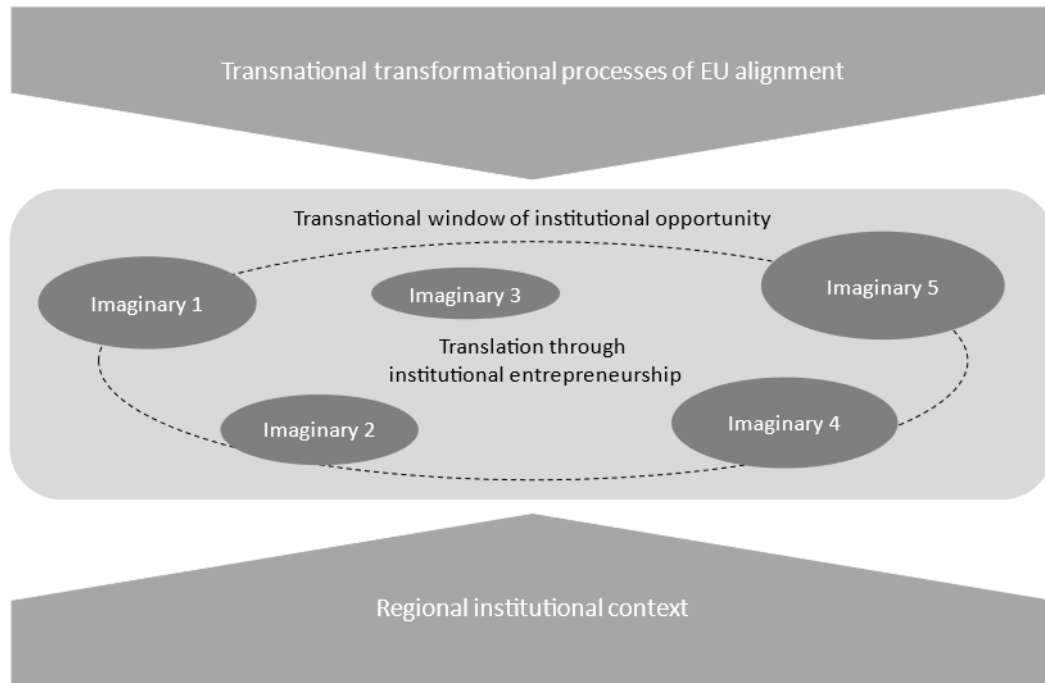 Transnational transformational processes of EU alignment
Transnational window of institutional opportunity
Imaginary 1
Imaginary 3
Imaginary 5
Translation through
institutional entrepreneurship
Imaginary 2
Imaginary 4
Regional institutional context